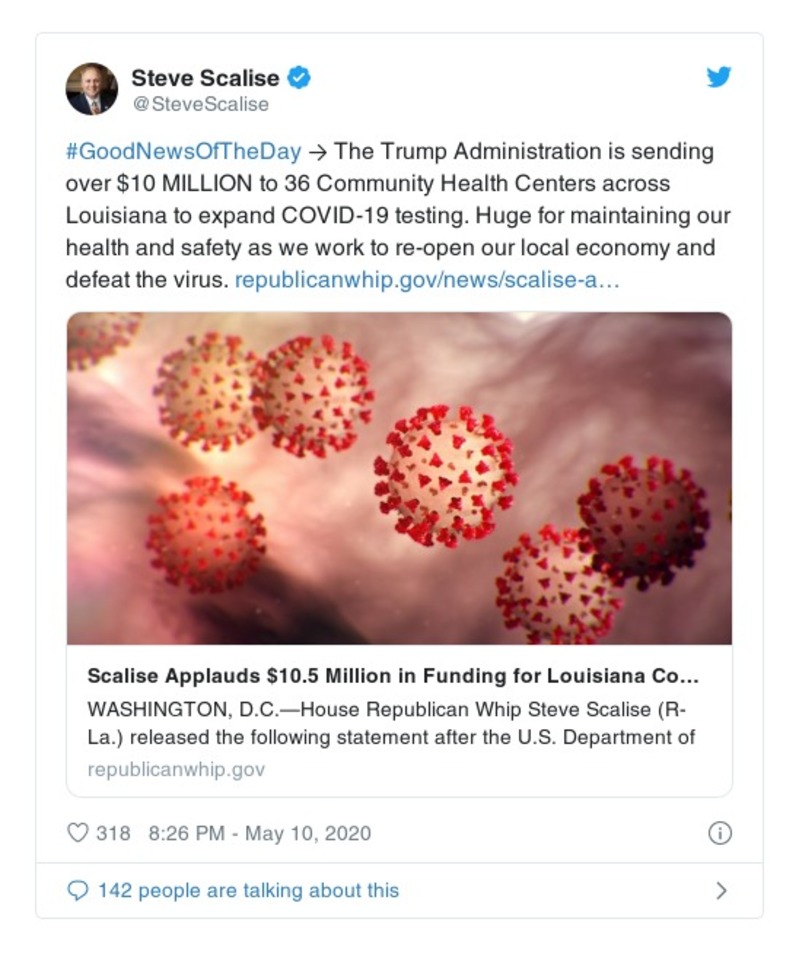 Steve Scalise
@SteveScalise
#GoodNewsOfTheDay → The Trump Administration is sending
over $10 MILLION to 36 Community Health Centers across
Louisiana to expand COVID-19 testing. Huge for maintaining our
health and safety as we work to re-open our local economy and
defeat the virus. republicanwhip.gov/news/scalise-a…
Scalise Applauds $10.5 Million in Funding for Louisiana Co…
WASHINGTON, D.C.—House Republican Whip Steve Scalise (R-
La.) released the following statement after the U.S. Department of
republicanwhip.gov
318 8:26 PM - May 10, 2020
142 people are talking about this